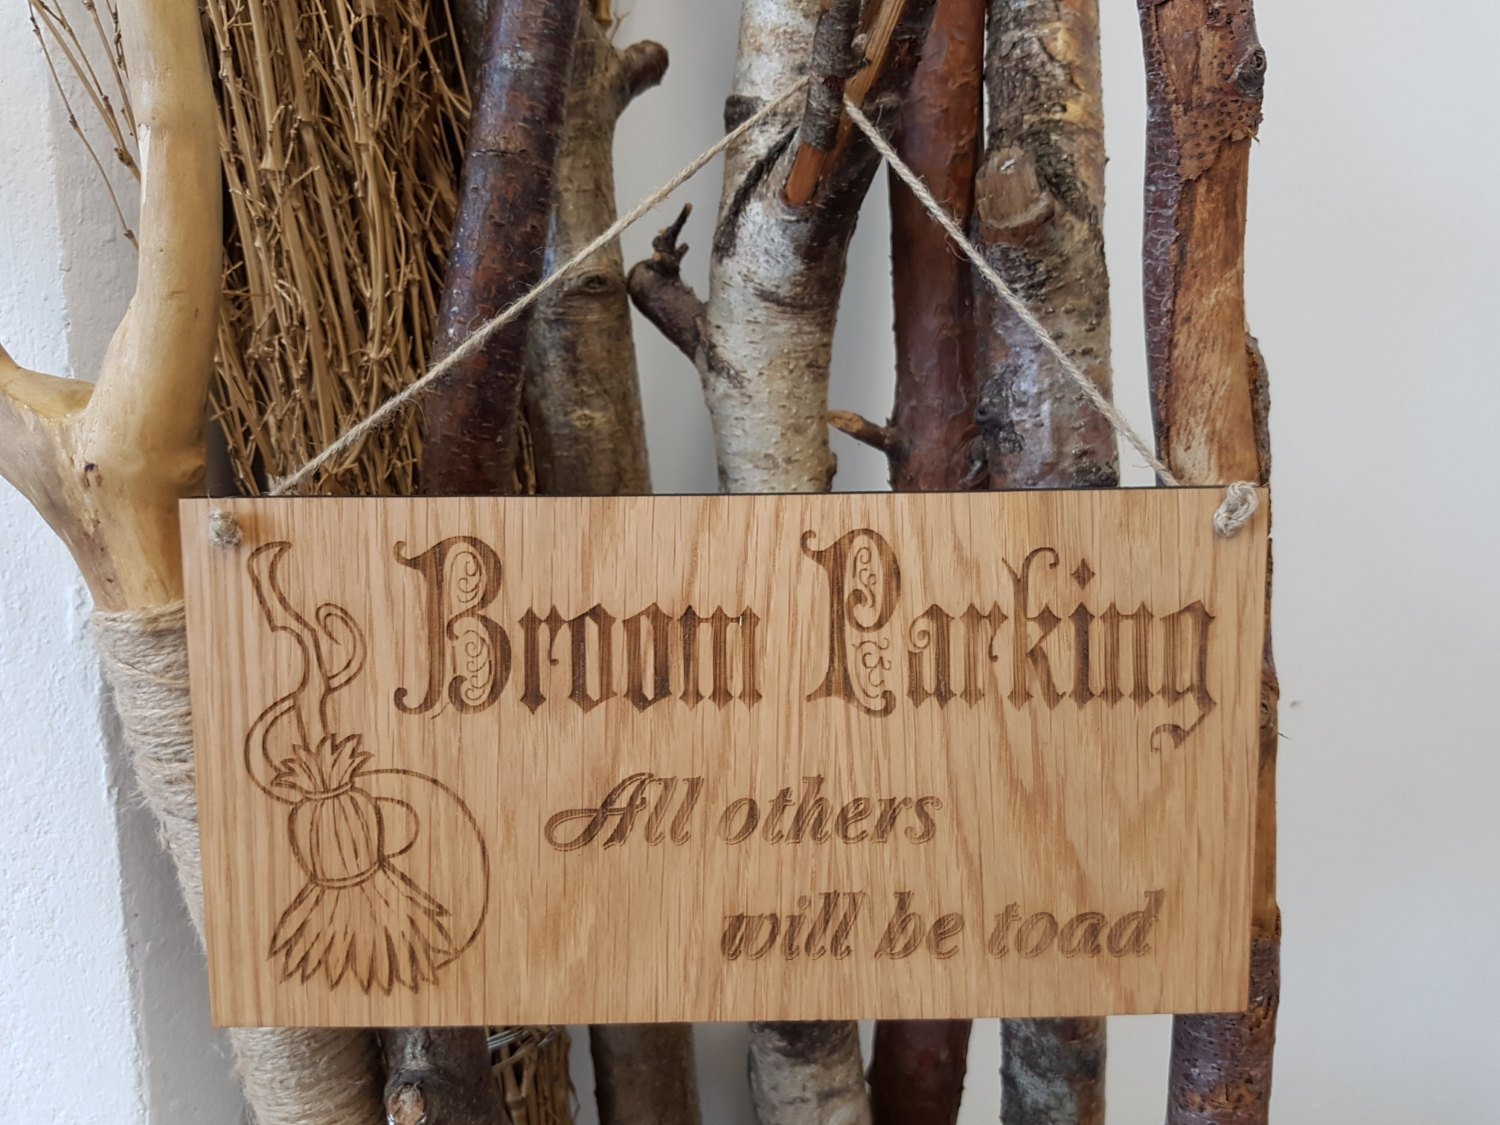 Broom Parking
All others
will be toad